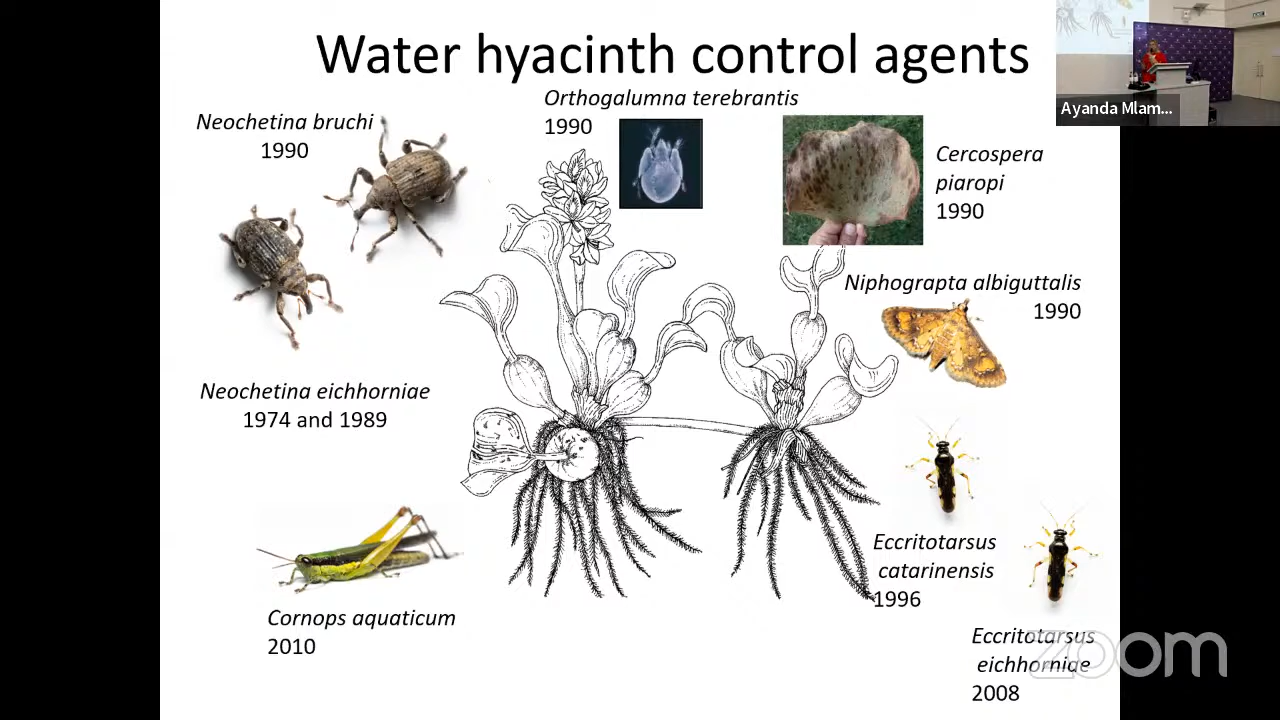 Water hyacinth control agents
Ayanda Mlam...
Neochetina bruchi
1990
Orthogalumna terebrantis
1990
Cercospera
piaropi
1990
Niphograpta albiguttalis
1990
Neochetina eichhorniae
1974 and 1989
Eccritotarsus
catarinensis
1996
Cornops aquaticum
2010
Eccritotarsus
eichhorniae
2008
zoom